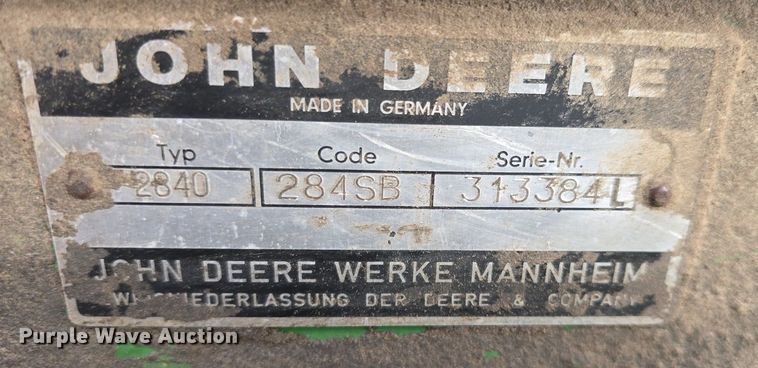 JOHN DEERE
MADE IN GERMANY
Typ Code Serie-Nr.
2840 284SB 313384L
JOHN DEERE WERKE MANNHEIM
DER DEERE & COMPANY
Purple Wave Auction